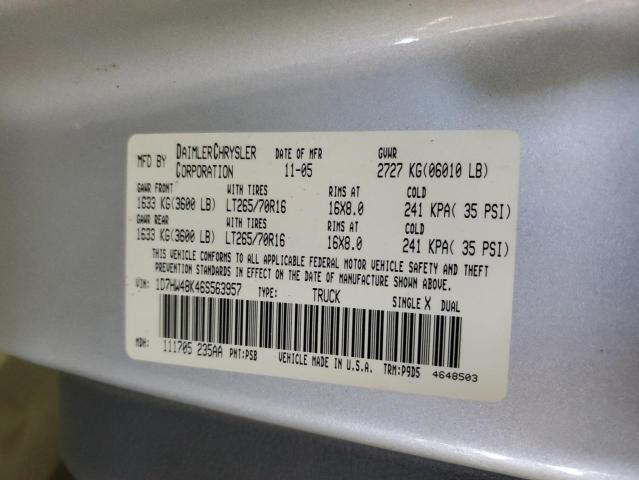 MFD BY DAIMLERCHRYSLER CORPORATION DATE OF MFR 11-05 GVWR 2727 KG(06010 LB)
GAWR FRONT WITH TIRES RIMS AT COLD
1633 KG(3600 LB) LT265/70R16 16X8.0 241 KPA( 35 PSI)
GAWR REAR WITH TIRES RIMS AT COLD
1633 KG(3600 LB) LT265/70R16 16X8.0 241 KPA( 35 PSI)
THIS VEHICLE CONFORMS TO ALL APPLICABLE FEDERAL MOTOR VEHICLE SAFETY AND THEFT
PREVENTION STANDARDS IN EFFECT ON THE DATE OF MANUFACTURE SHOWN ABOVE.
VIN: 1D7HW48K46S563957 TYPE: TRUCK SINGLE X DUAL
MDH: 111705 235AA PNT:PSB VEHICLE MADE IN U.S.A. TRM:P9D5 4648503